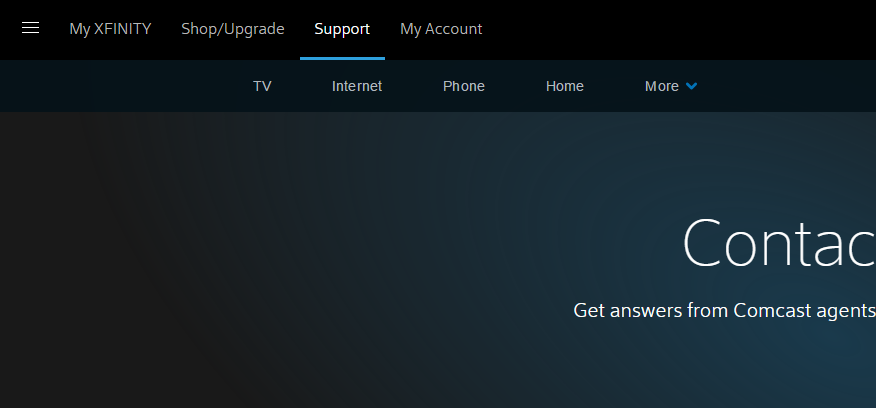 My XFINITY Shop/Upgrade Support My Account
TV Internet Phone Home More
Contac
Get answers from Comcast agents